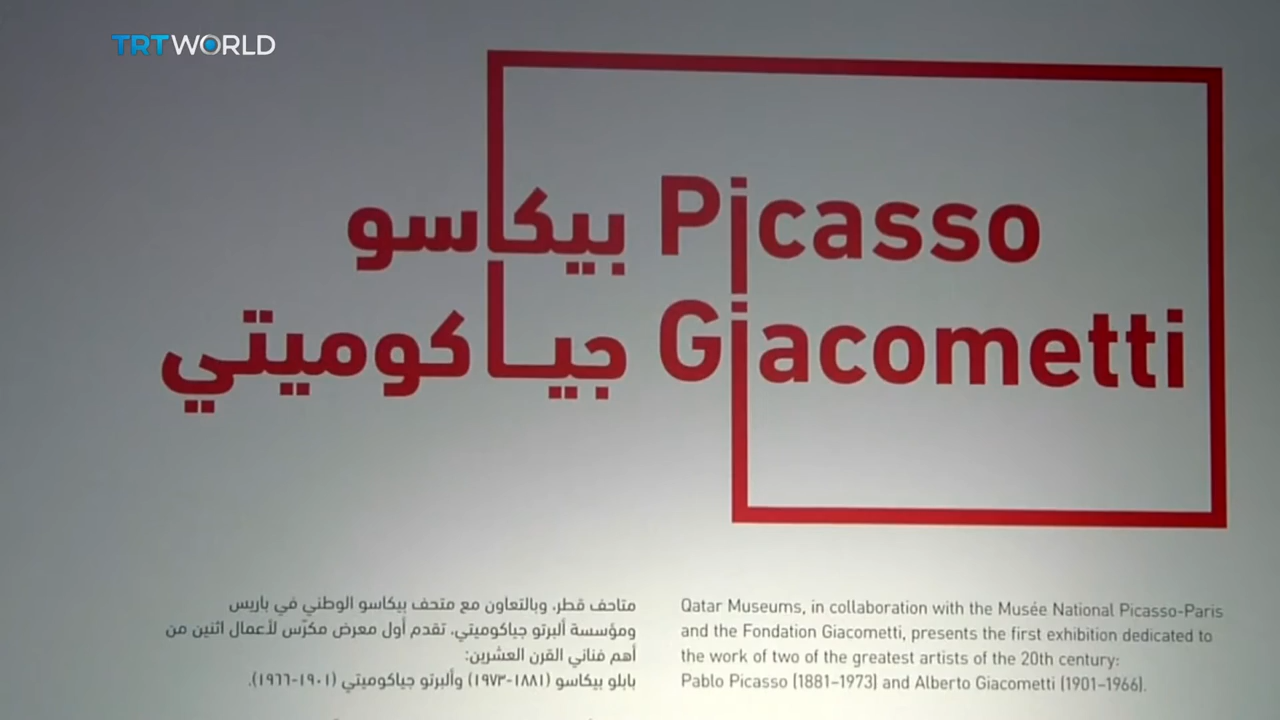 TRT WORLD
بيكاسو Picasso
جياكوميتي Giacometti
متاحف قطر، وبالتعاون مع متحف بيكاسو الوطني في باريس
ومؤسسة ألبرتو جياكوميتي، تقدم أول معرض مكرّس لأعمال اثنين من
أهم فناني القرن العشرين:
بابلو بيكاسو (١٨٨١-١٩٧٣) وألبرتو جياكوميتي (١٩٠١-١٩٦٦).
Qatar Museums, in collaboration with the Musée National Picasso-Paris
and the Fondation Giacometti, presents the first exhibition dedicated to
the work of two of the greatest artists of the 20th century:
Pablo Picasso (1881–1973) and Alberto Giacometti (1901–1966).